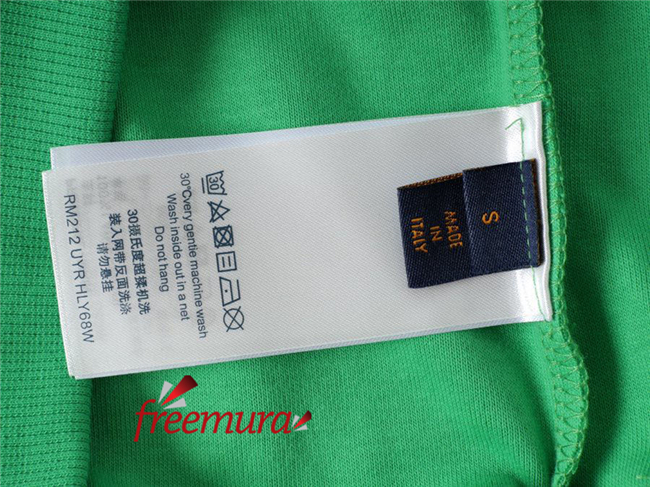 30
30℃very gentle machine wash
Wash inside out in a net
Do not hang
30摄氏度超揉机洗
装入网带反面洗涤
请勿悬挂
RM212 UYR HLY68W
S
MADE
IN
ITALY
freemura